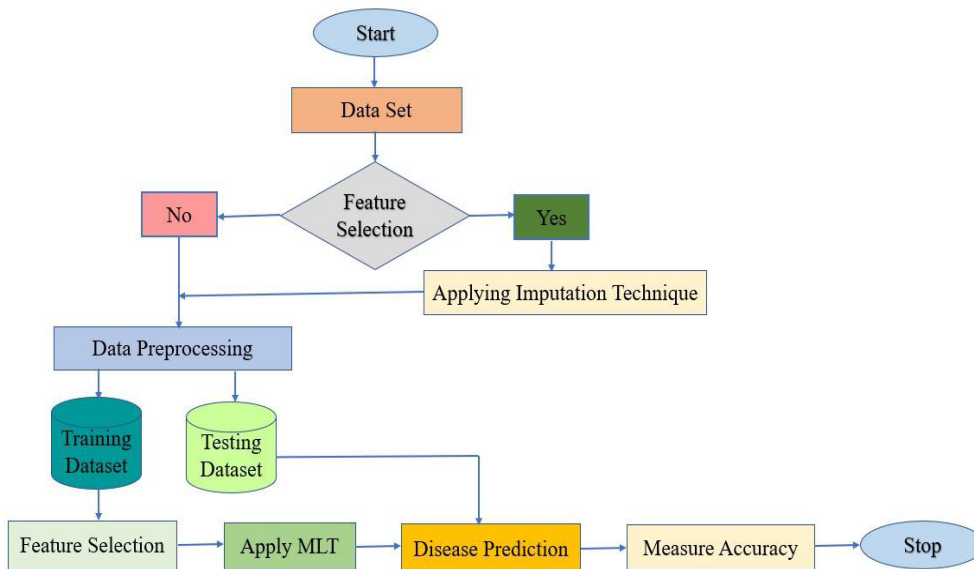 Start
Data Set
Feature
Selection
No
Yes
Applying Imputation Technique
Data Preprocessing
Training
Dataset
Testing
Dataset
Feature Selection
Apply MLT
Disease Prediction
Measure Accuracy
Stop